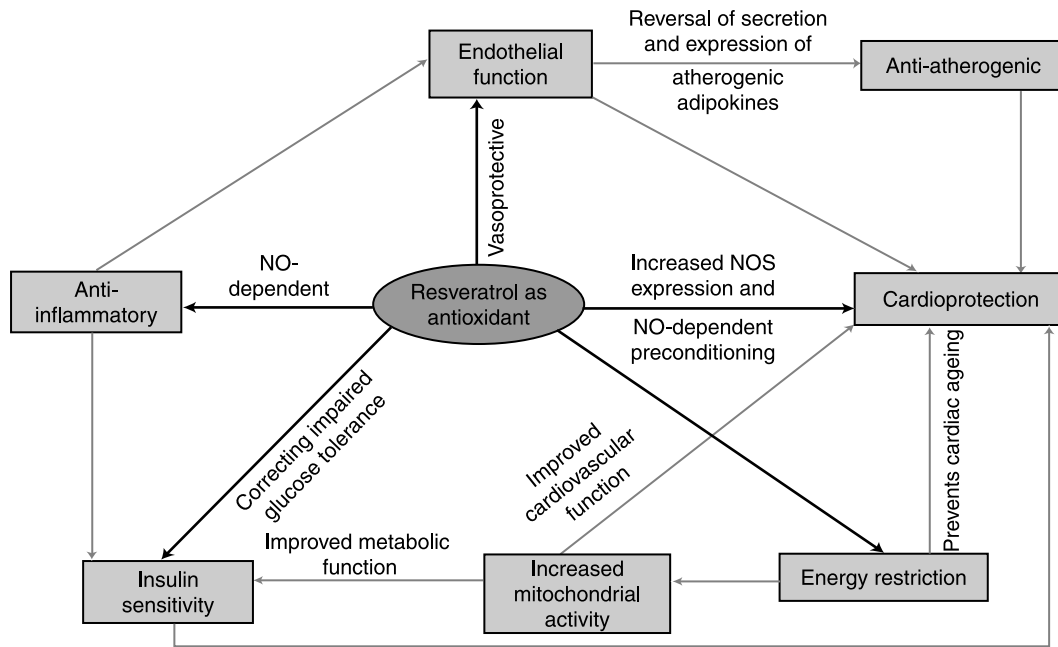 Endothelial
function
Reversal of secretion
and expression of
atherogenic
adipokines
Anti-atherogenic
Vasoprotective
Anti-
inflammatory
NO-
dependent
Resveratrol as
antioxidant
Increased NOS
expression and
NO-dependent
preconditioning
Cardioprotection
Correcting impaired
glucose tolerance
Improved
cardiovascular
function
Prevents cardiac ageing
Insulin
sensitivity
Improved metabolic
function
Increased
mitochondrial
activity
Energy restriction